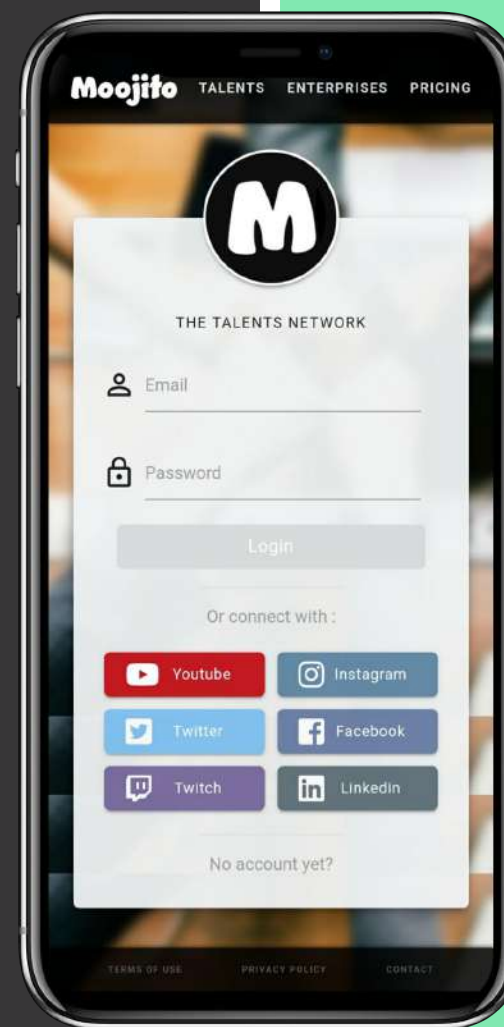 Moojito TALENTS ENTERPRISES PRICING
M
THE TALENTS NETWORK
Email
Password
Login
Or connect with :
Youtube Instagram
Twitter Facebook
Twitch Linkedin
No account yet?
TERMS OF USE PRIVACY POLICY CONTACT